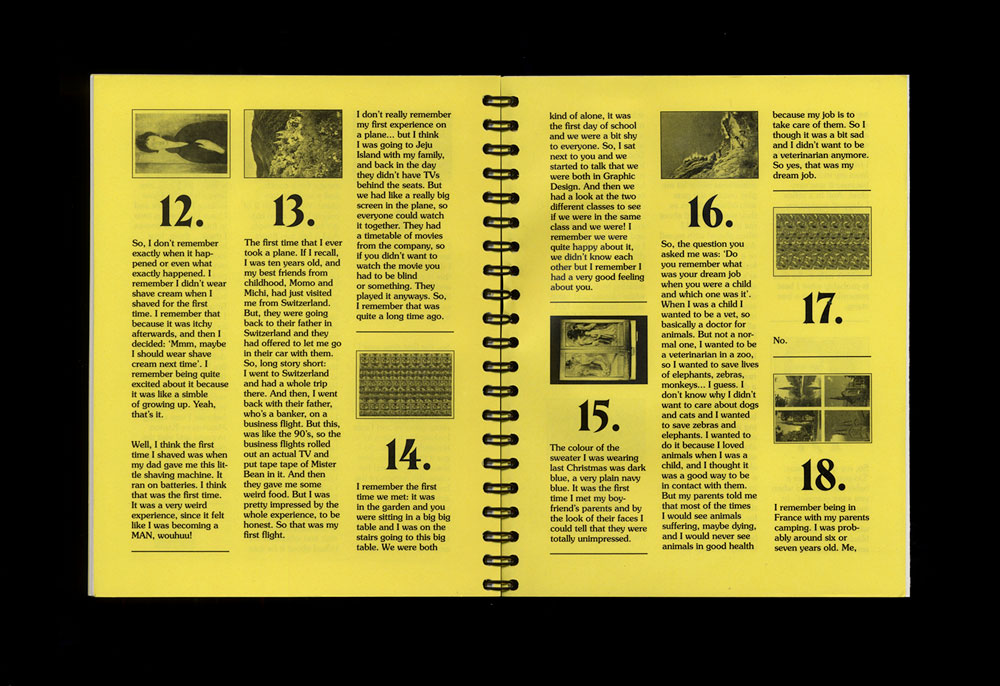 12.
So, I don't remember
exactly when it hap-
pened or even what
exactly happened. I
remember I didn't wear
shave cream when I
shaved for the first
time. I remember that
because it was itchy
afterwards, and then I
decided: 'Mmm, maybe
I should wear shave
cream next time'. I
remember being quite
excited about it because
it was like a simble
of growing up. Yeah,
that's it.
Well, I think the first
time I shaved was when
my dad gave me this lit-
tle shaving machine. It
ran on batteries. I think
that was the first time.
It was a very weird
experience, since it felt
like I was becoming a
MAN, wouhuu!
13.
The first time that I ever
took a plane. If I recall,
I was ten years old, and
my best friends from
childhood, Momo and
Michi, had just visited
me from Switzerland.
But, they were going
back to their father in
Switzerland and they
had offered to let me go
in their car with them.
So, long story short:
I went to Switzerland
and had a whole trip
there. And then, I went
back with their father,
who's a banker, on a
business flight. But this,
was like the 90's, so the
business flights rolled
out an actual TV and
put tape tape of Mister
Bean in it. And then
they gave me some
weird food. But I was
pretty impressed by the
whole experience, to be
honest. So that was my
first flight.
I don't really remember
my first experience on
a plane... but I think
I was going to Jeju
Island with my family,
and back in the day
they didn't have TVs
behind the seats. But
we had like a really big
screen in the plane, so
everyone could watch
it together. They had
a timetable of movies
from the company, so
if you didn't want to
watch the movie you
had to be blind
or something. They
played it anyways. So,
I remember that was
quite a long time ago.
14.
I remember the first
time we met: it was
in the garden and you
were sitting in a big big
table and I was on the
stairs going to this big
table. We were both
kind of alone, it was
the first day of school
and we were a bit shy
to everyone. So, I sat
next to you and we
started to talk that we
were both in Graphic
Design. And then we
had a look at the two
different classes to see
if we were in the same
class and we were! I
remember we were
quite happy about it,
we didn't know each
other but I remember I
had a very good feeling
about you.
15.
The colour of the
sweater I was wearing
last Christmas was dark
blue, a very plain navy
blue. It was the first
time I met my boy-
friend's parents and by
the look of their faces I
could tell that they were
totally unimpressed.
16.
So, the question you
asked me was: 'Do
you remember what
was your dream job
when you were a child
and which one was it'.
When I was a child I
wanted to be a vet, so
basically a doctor for
animals. But not a nor-
mal one, I wanted to be
a veterinarian in a zoo,
so I wanted to save lives
of elephants, zebras,
monkeys... I guess. I
don't know why I didn't
want to care about dogs
and cats and I wanted
to save zebras and
elephants. I wanted to
do it because I loved
animals when I was a
child, and I thought it
was a good way to be
in contact with them.
But my parents told me
that most of the times
I would see animals
suffering, maybe dying,
and I would never see
animals in good health
because my job is to
take care of them. So I
though it was a bit sad
and I didn't want to be
a veterinarian anymore.
So yes, that was my
dream job.
17.
No.
18.
I remember being in
France with my parents
camping. I was prob-
ably around six or
seven years old. Me,